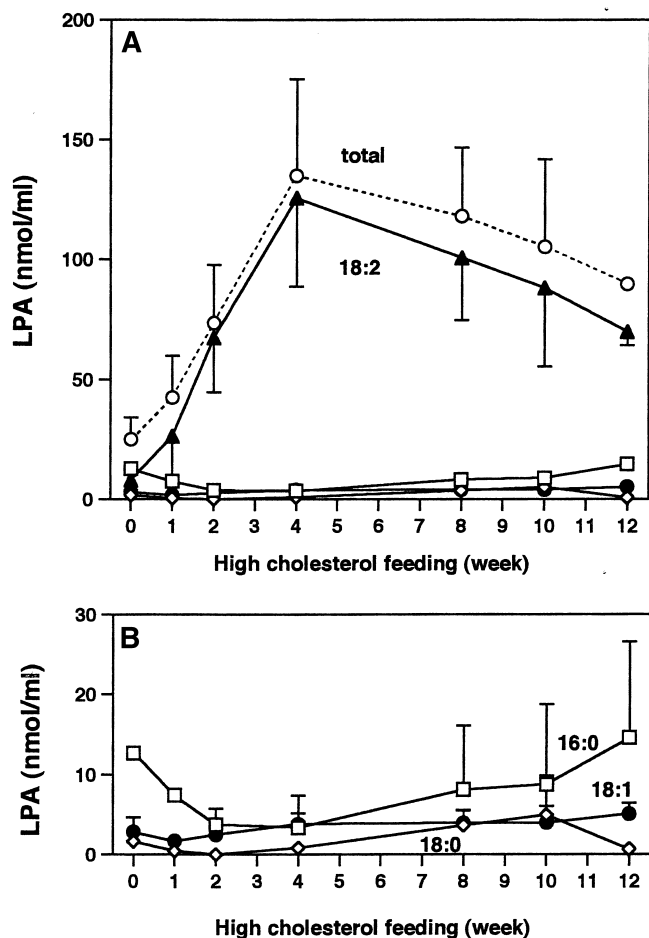 A
200
150
100
50
0
LPA (nmol/ml)
total
18:2
0 1 2 3 4 5 6 7 8 9 10 11 12
High cholesterol feeding (week)
B
30
20
10
0
LPA (nmol/ml)
16:0
18:1
18:0
0 1 2 3 4 5 6 7 8 9 10 11 12
High cholesterol feeding (week)